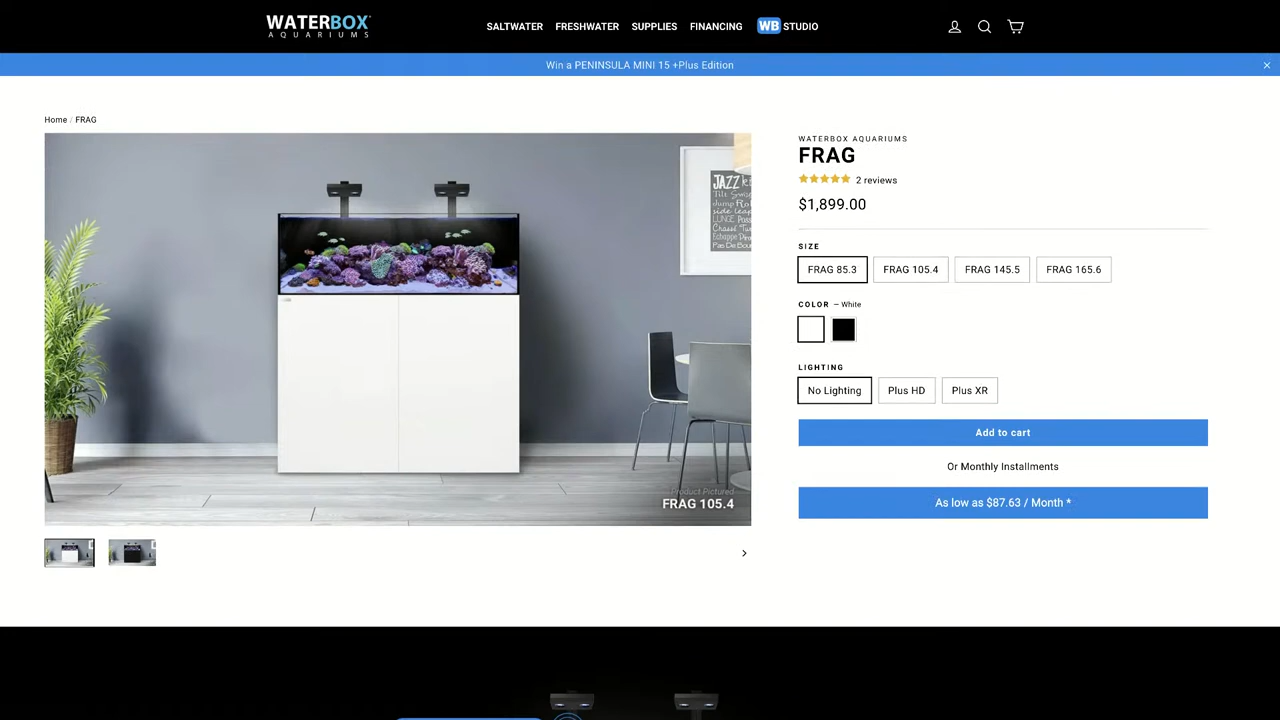 WATERBOX
AQUARIUMS
SALTWATER FRESHWATER SUPPLIES FINANCING WB STUDIO
Win a PENINSULA MINI 15 +Plus Edition
Home / FRAG
WATERBOX AQUARIUMS
FRAG
2 reviews
$1,899.00
SIZE
FRAG 85.3 FRAG 105.4 FRAG 145.5 FRAG 165.6
COLOR — White
LIGHTING
No Lighting Plus HD Plus XR
Add to cart
Or Monthly Installments
As low as $87.63 / Month *
JAZZ
Product Pictured
FRAG 105.4